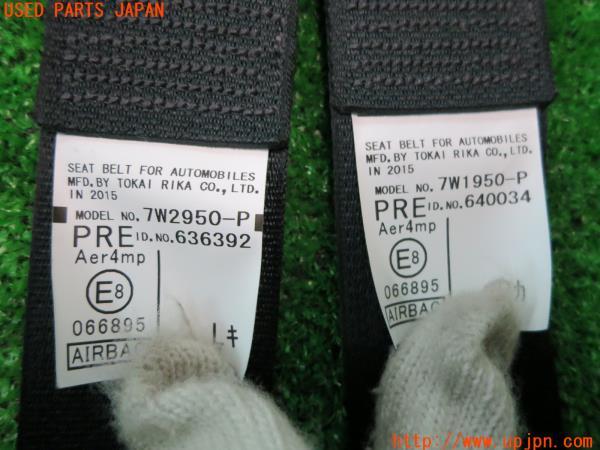 USED PARTS JAPAN
SEAT BELT FOR AUTOMOBILES
MFD.BY TOKAI RIKA CO.,LTD.
IN 2015
MODEL NO. 7W2950-P
PRE ID.NO.636392
Aer4mp
E8
066895
AIRBAG
キ
SEAT BELT FOR AUTOMOBILES
MFD.BY TOKAI RIKA CO.,LTD.
IN 2015
MODEL NO. 7W1950-P
PRE ID.NO.640034
Aer4mp
E8
066895
AIRBAG
http://www.upjpn.com/